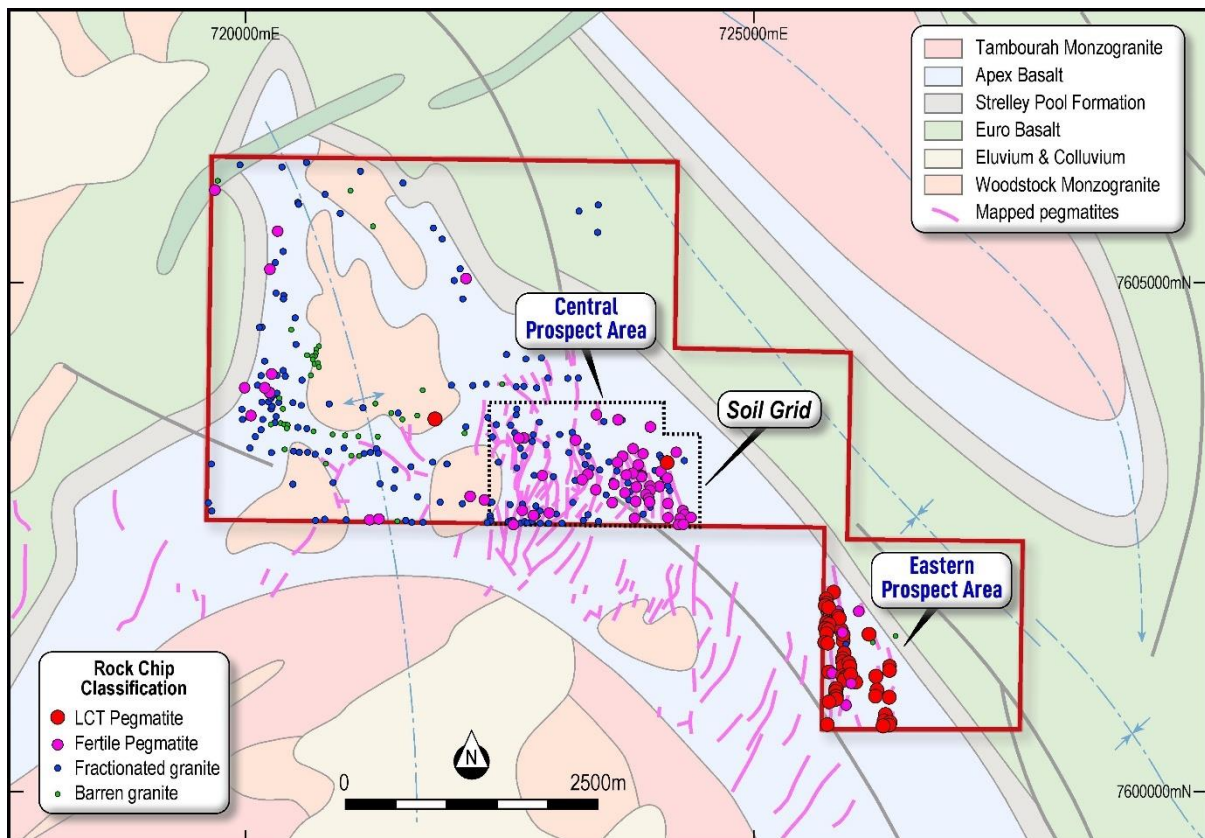 720000mE
725000mE
Tambourah Monzogranite
Apex Basalt
Strelley Pool Formation
Euro Basalt
Eluvium & Colluvium
Woodstock Monzogranite
Mapped pegmatites
7605000mN
Central
Prospect Area
Soil Grid
Eastern
Prospect Area
Rock Chip
Classification
LCT Pegmatite
Fertile Pegmatite
Fractionated granite
Barren granite
N
0
2500m
7600000mN